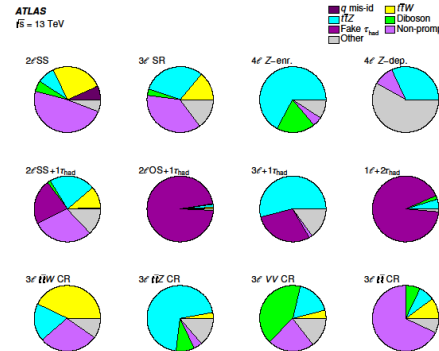 ATLAS
√s = 13 TeV
q mis-id
tt̄W
tt̄Z
Diboson
Fake τhad
Non-promp
Other
2ℓSS
3ℓ SR
4ℓ Z-enr.
4ℓ Z-dep.
2ℓSS+1τhad
2ℓOS+1τhad
3ℓ+1τhad
1ℓ+2τhad
3ℓ tt̄W CR
3ℓ tt̄Z CR
3ℓ VV CR
3ℓ tt̄ CR